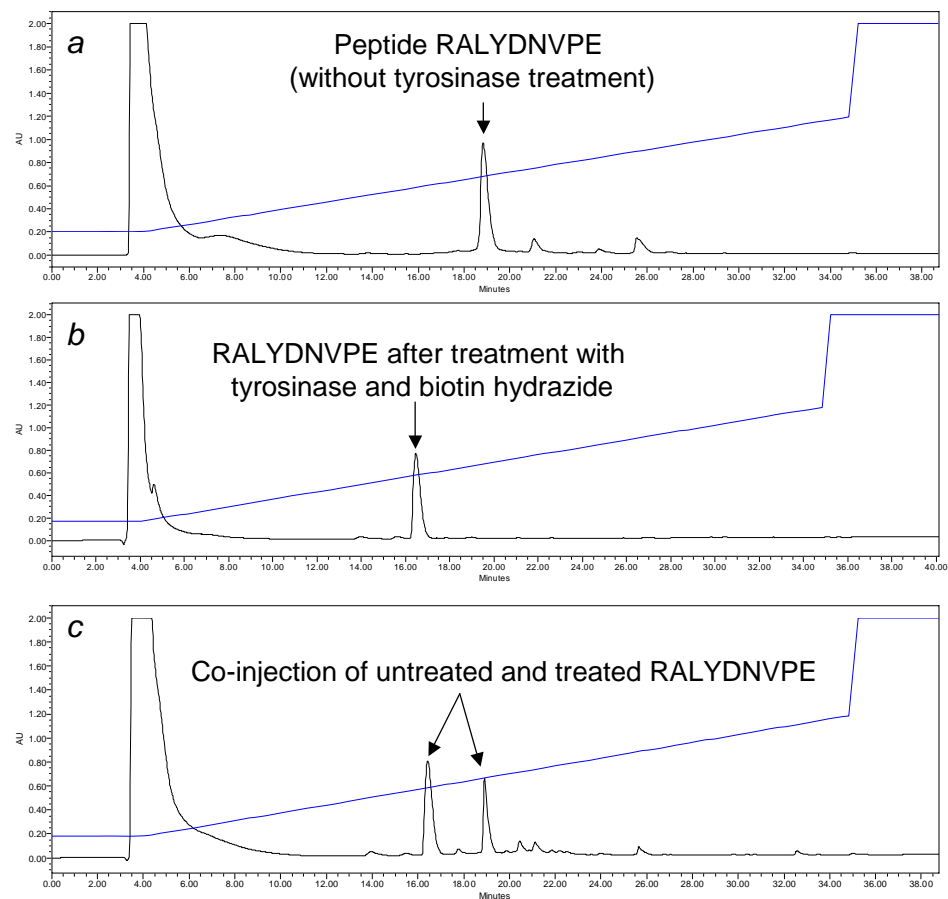 a
Peptide RALYDNVPE
(without tyrosinase treatment)
AU
2.00
1.80
1.60
1.40
1.20
1.00
0.80
0.60
0.40
0.20
0.00
0.00 2.00 4.00 6.00 8.00 10.00 12.00 14.00 16.00 18.00 20.00 22.00 24.00 26.00 28.00 30.00 32.00 34.00 36.00 38.00
Minutes
b
RALYDNVPE after treatment with
tyrosinase and biotin hydrazide
AU
2.00
1.80
1.60
1.40
1.20
1.00
0.80
0.60
0.40
0.20
0.00
0.00 2.00 4.00 6.00 8.00 10.00 12.00 14.00 16.00 18.00 20.00 22.00 24.00 26.00 28.00 30.00 32.00 34.00 36.00 38.00 40.00
Minutes
c
Co-injection of untreated and treated RALYDNVPE
AU
2.00
1.80
1.60
1.40
1.20
1.00
0.80
0.60
0.40
0.20
0.00
0.00 2.00 4.00 6.00 8.00 10.00 12.00 14.00 16.00 18.00 20.00 22.00 24.00 26.00 28.00 30.00 32.00 34.00 36.00 38.00
Minutes